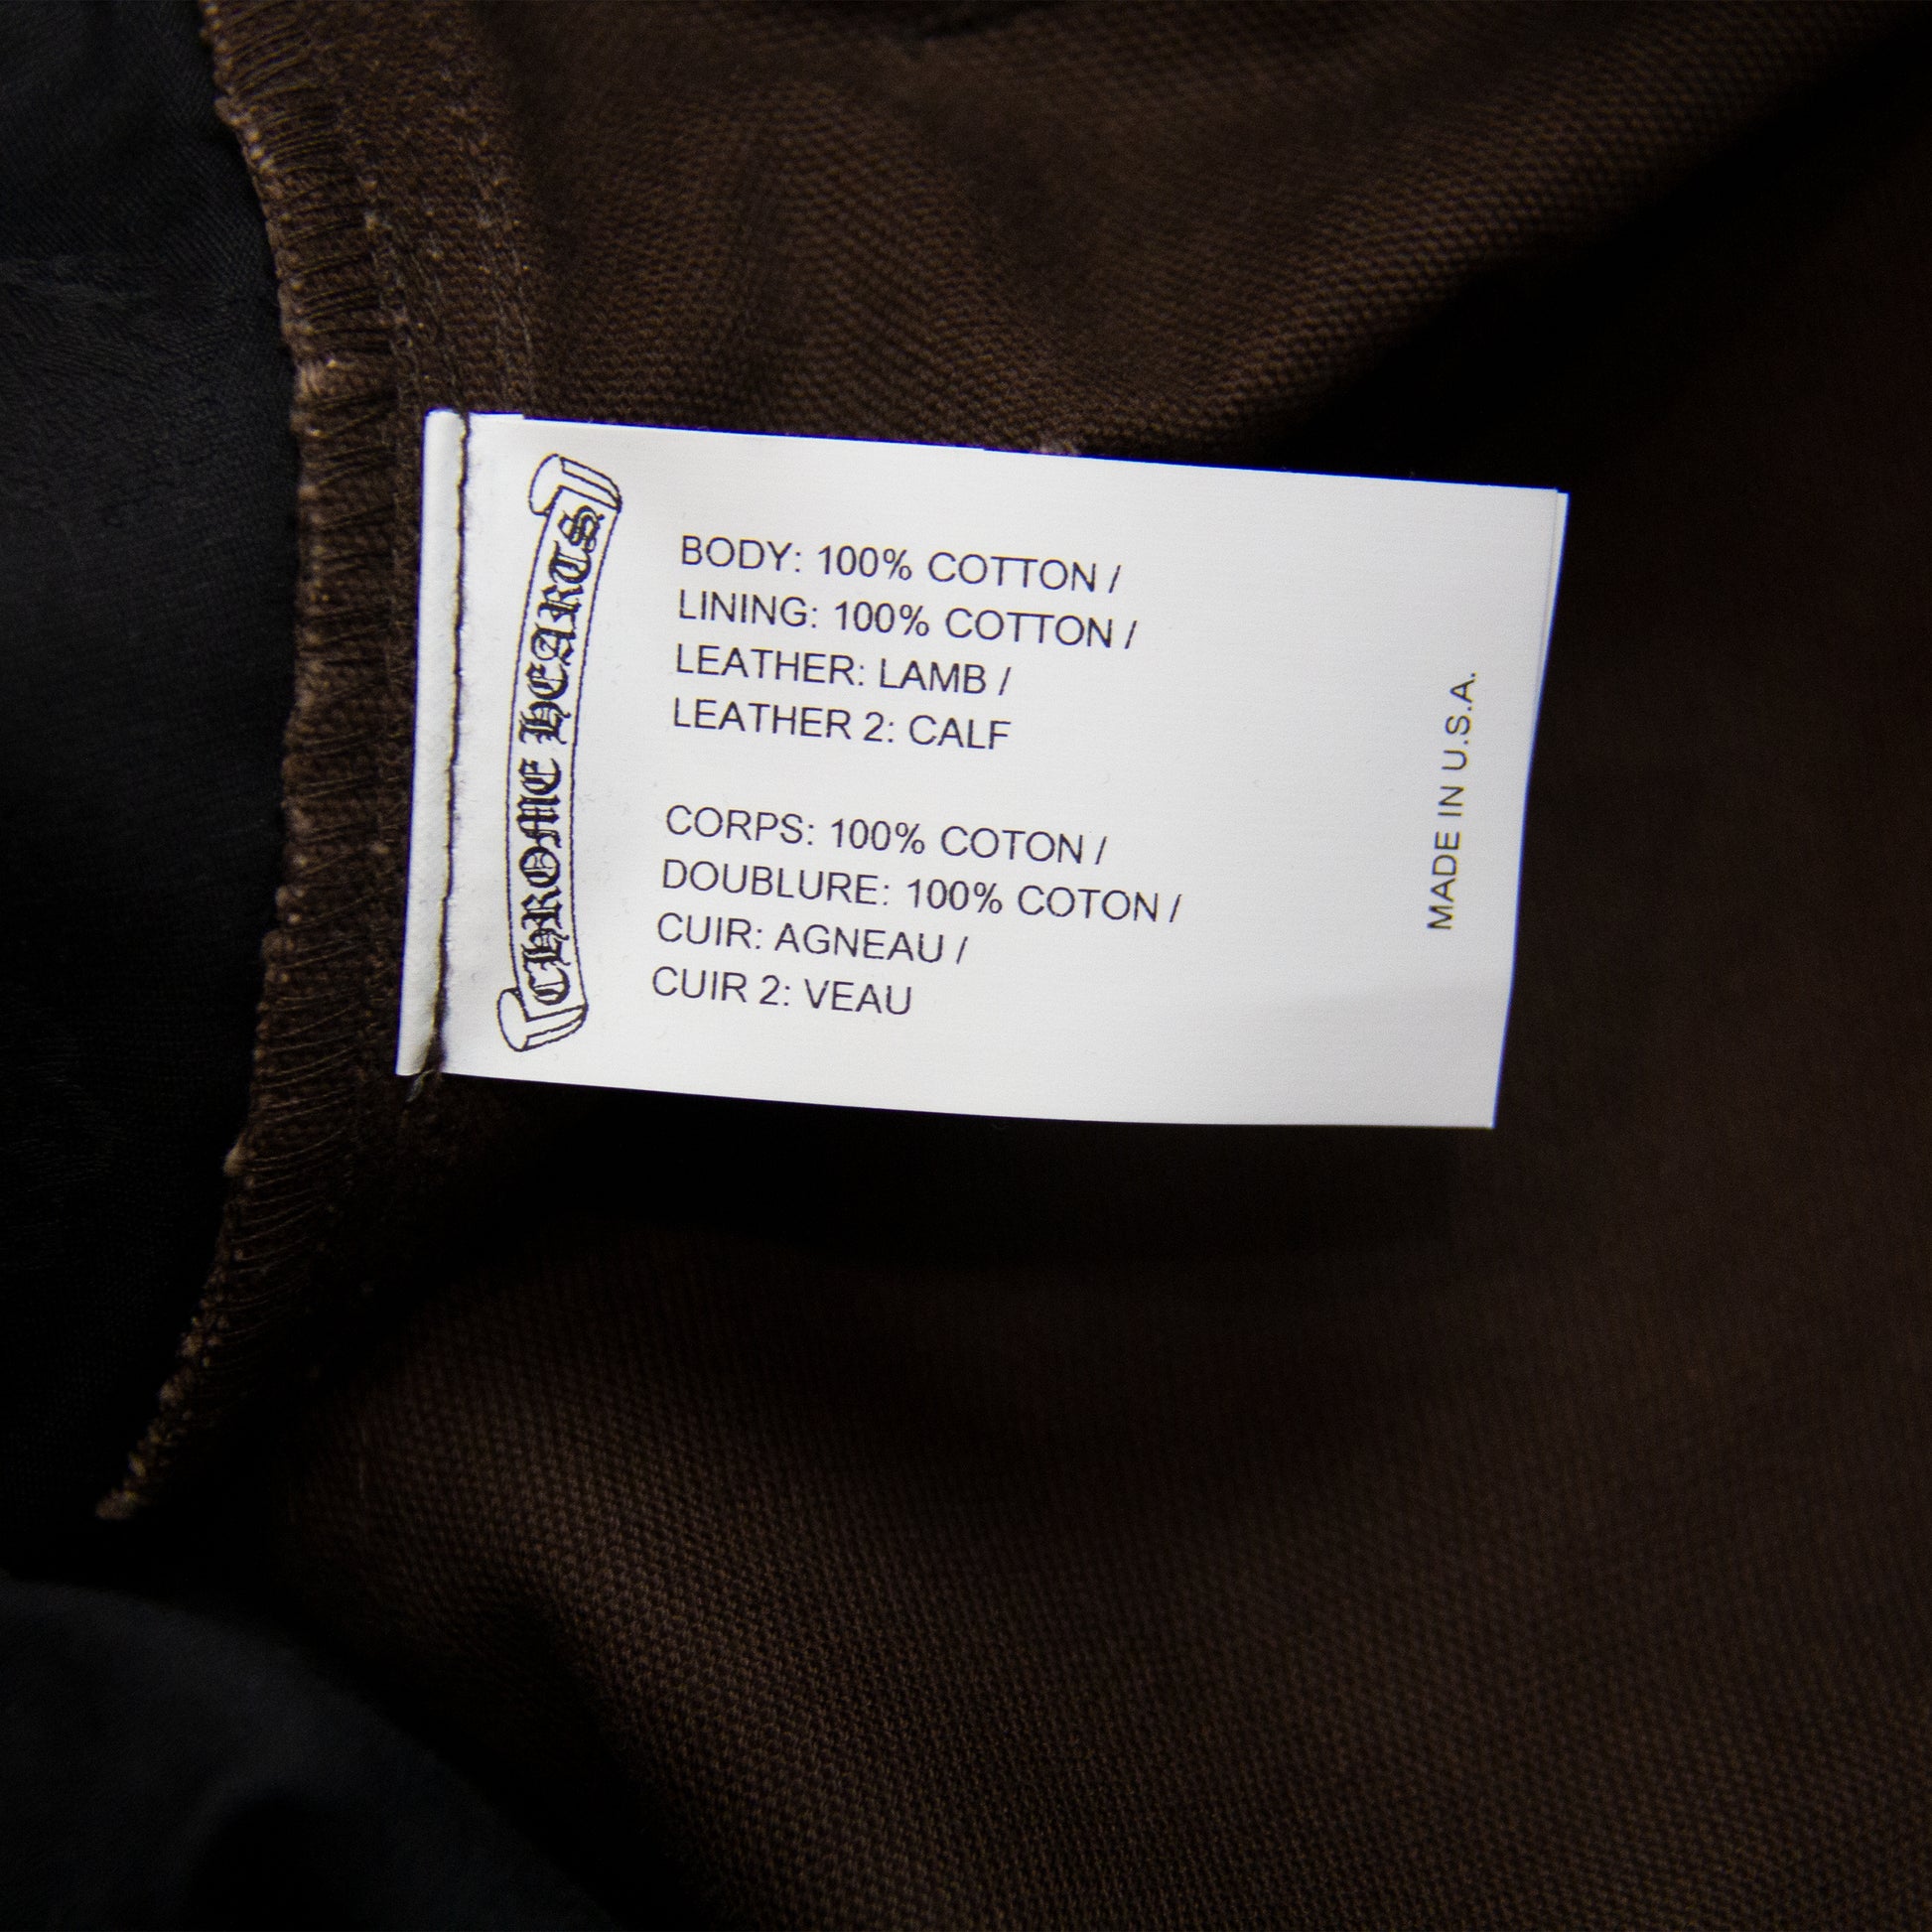 CHROME HEARTS
BODY: 100% COTTON /
LINING: 100% COTTON /
LEATHER: LAMB /
LEATHER 2: CALF
CORPS: 100% COTON /
DOUBLURE: 100% COTON /
CUIR: AGNEAU /
CUIR 2: VEAU
MADE IN U.S.A.